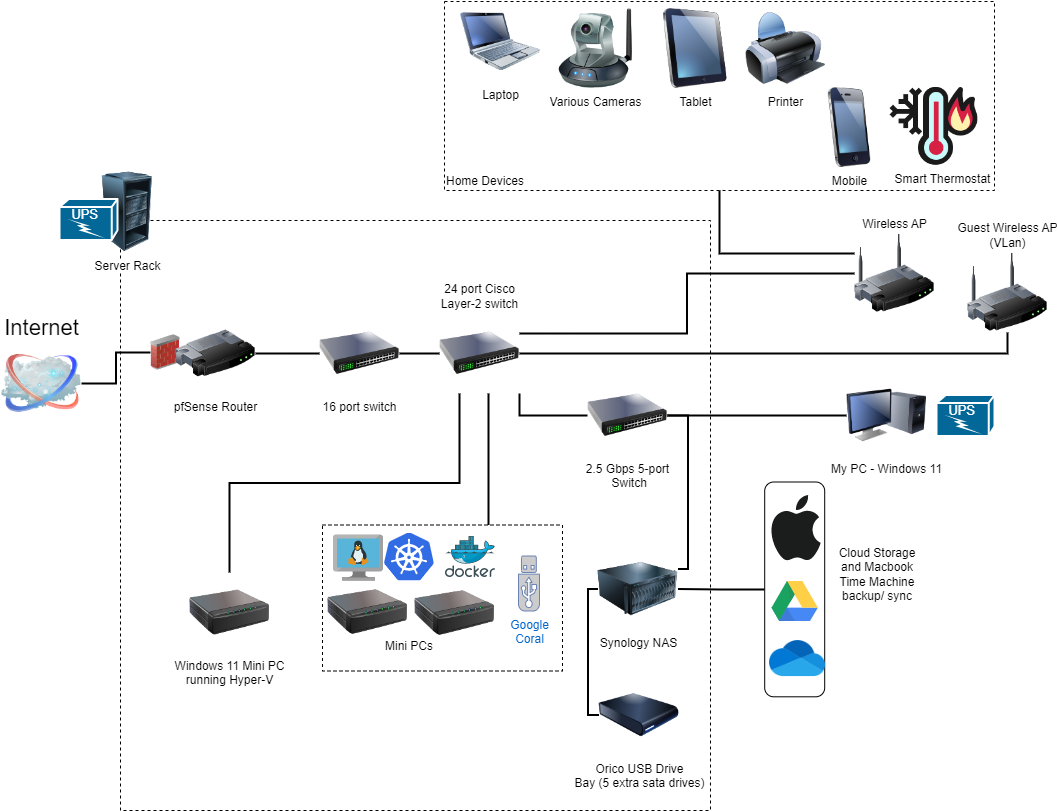 Laptop
Various Cameras
Tablet
Printer
Home Devices
Mobile
Smart Thermostat
UPS
Server Rack
Wireless AP
Guest Wireless AP
(VLan)
24 port Cisco
Layer-2 switch
Internet
pfSense Router
16 port switch
2.5 Gbps 5-port
Switch
UPS
My PC - Windows 11
docker
Google
Coral
Mini PCs
Windows 11 Mini PC
running Hyper-V
Synology NAS
Cloud Storage
and Macbook
Time Machine
backup/ sync
Orico USB Drive
Bay (5 extra sata drives)